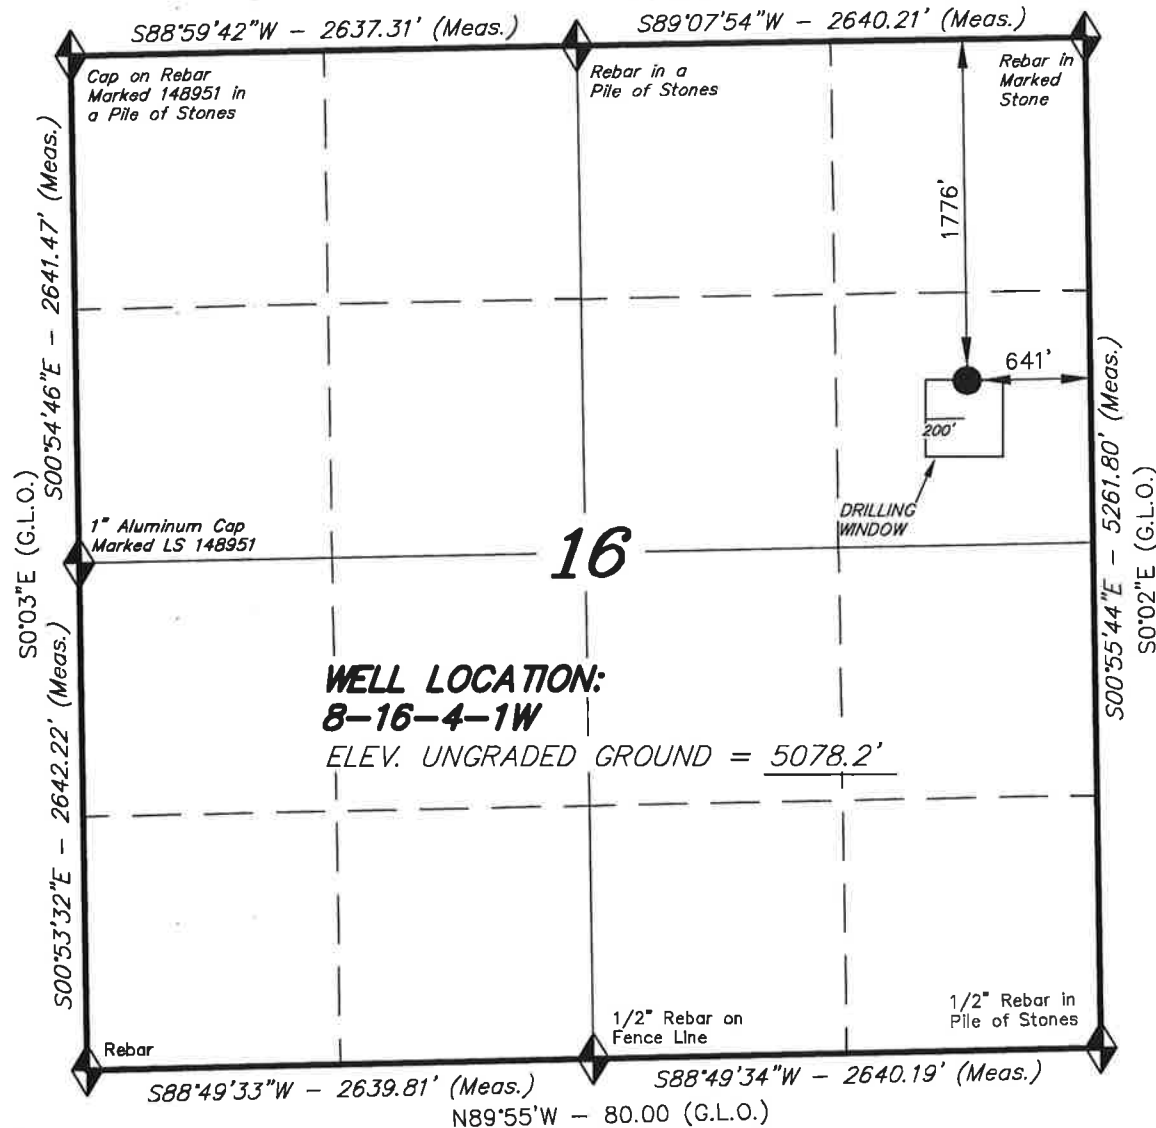 S88°59'42"W - 2637.31' (Meas.)
S89°07'54"W - 2640.21' (Meas.)
Cap on Rebar
Marked 148951 in
a Pile of Stones
Rebar in a
Pile of Stones
Rebar in
Marked
Stone
S00°54'46"E - 2641.47' (Meas.)
1776'
641'
200'
DRILLING
WINDOW
S0°03"E (G.L.O.)
1" Aluminum Cap
Marked LS 148951
16
S00°55'44"E - 5261.80' (Meas.)
S0°02"E (G.L.O.)
WELL LOCATION:
8-16-4-1W
ELEV. UNGRADED GROUND = 5078.2'
S00°53'32"E - 2642.22' (Meas.)
Rebar
1/2" Rebar on
Fence Line
1/2" Rebar in
Pile of Stones
S88°49'33"W - 2639.81' (Meas.)
S88°49'34"W - 2640.19' (Meas.)
N89°55'W - 80.00 (G.L.O.)